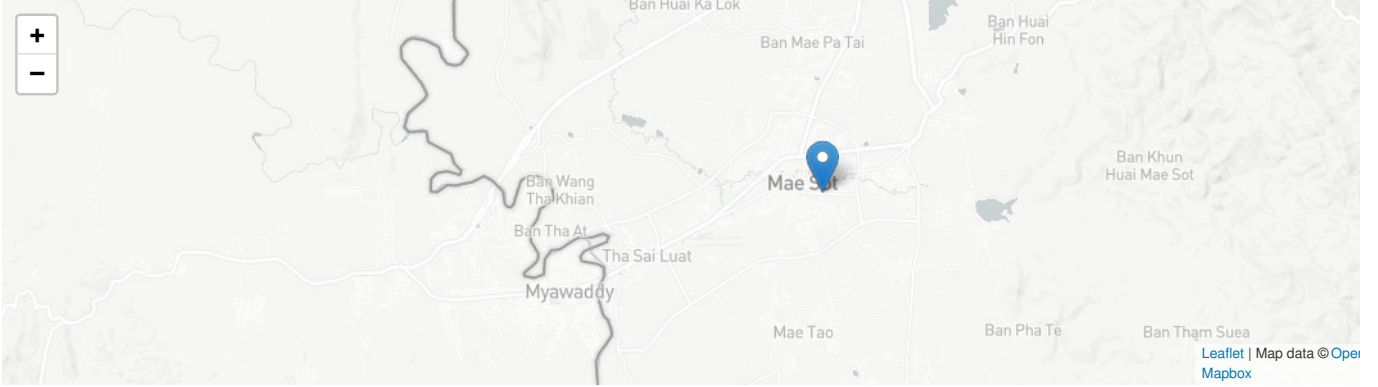 +
−
Ban Huai Ka Lok
Ban Mae Pa Tai
Ban Huai
Hin Fon
Mae Sot
Ban Khun
Huai Mae Sot
Ban Wang
Tha Khian
Ban Tha At
Tha Sai Luat
Myawaddy
Mae Tao
Ban Pha Te
Ban Tham Suea
Leaflet | Map data © Open
Mapbox